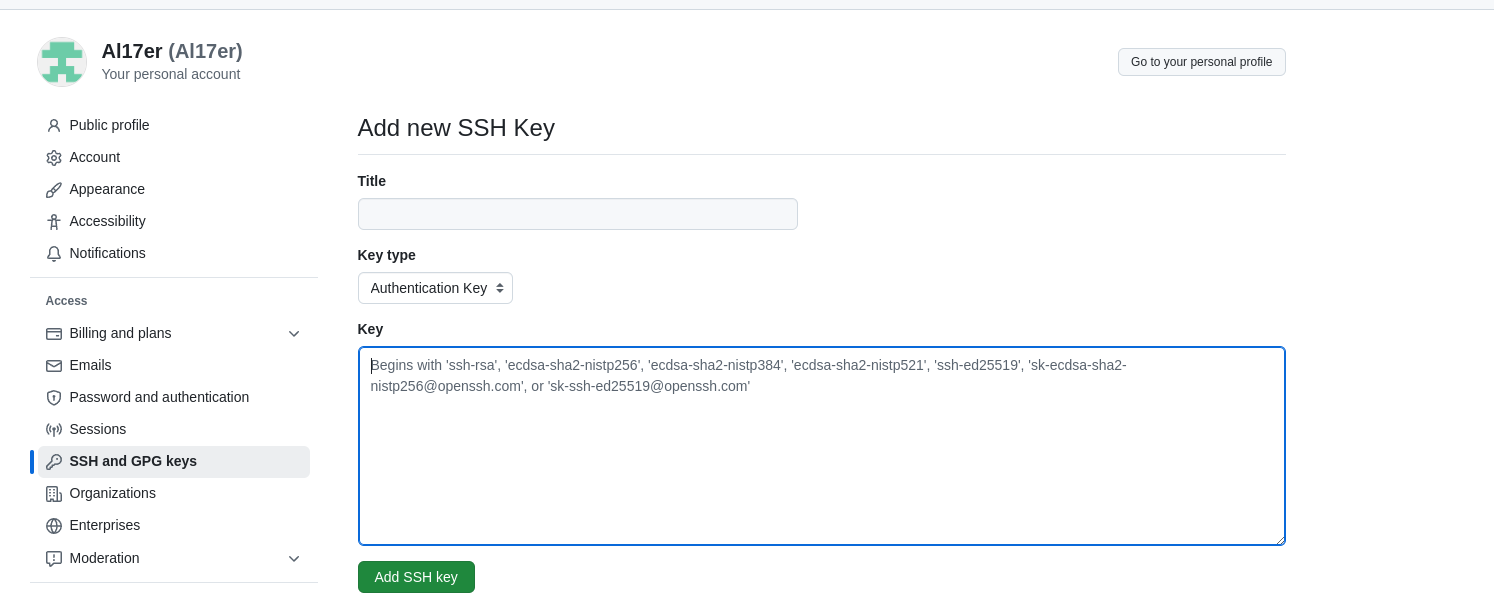 Al17er (Al17er)
Your personal account
Go to your personal profile
Public profile
Account
Appearance
Accessibility
Notifications
Access
Billing and plans
Emails
Password and authentication
Sessions
SSH and GPG keys
Organizations
Enterprises
Moderation
Add new SSH Key
Title
Key type
Authentication Key
Key
Begins with 'ssh-rsa', 'ecdsa-sha2-nistp256', 'ecdsa-sha2-nistp384', 'ecdsa-sha2-nistp521', 'ssh-ed25519', 'sk-ecdsa-sha2-
nistp256@openssh.com', or 'sk-ssh-ed25519@openssh.com'
Add SSH key